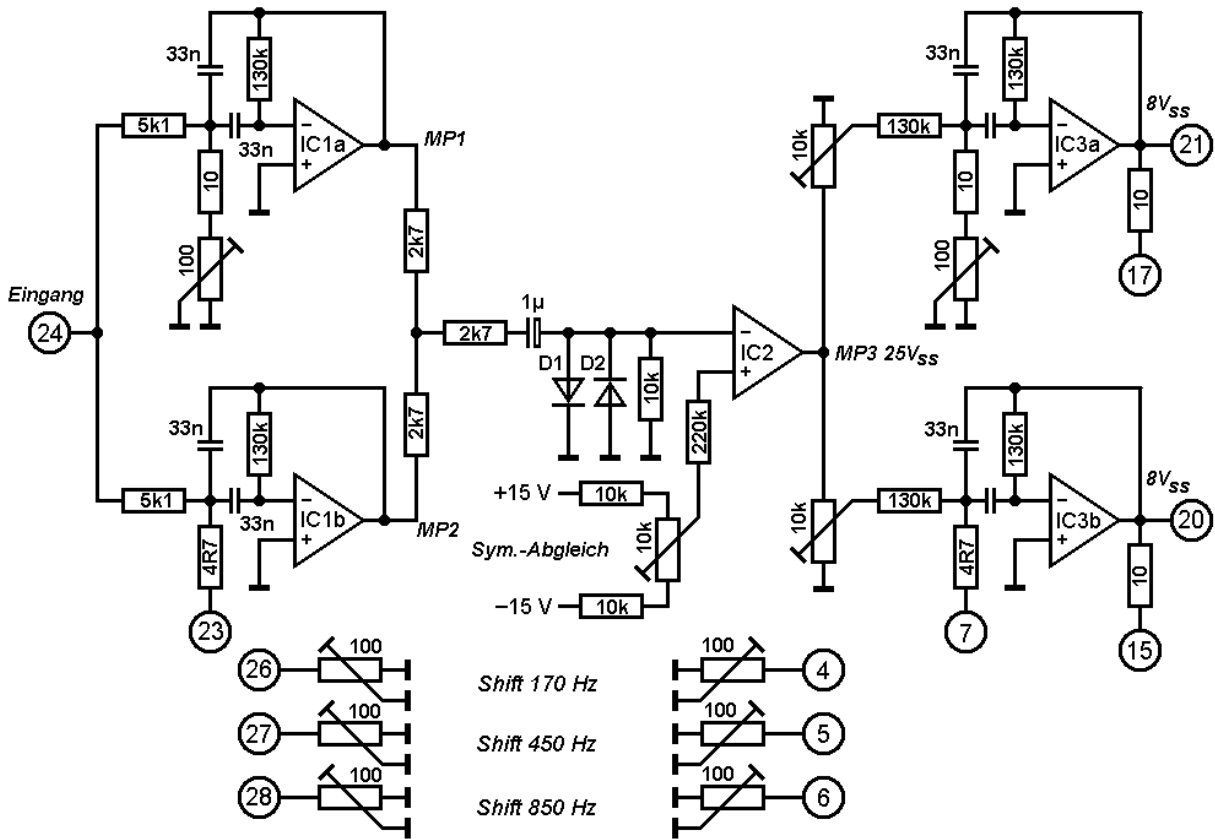 33n
130k
5k1
33n
IC1a
−
+
MP1
10
100
2k7
Eingang
24
2k7
1µ
D1
D2
10k
−
+
IC2
MP3 25VSS
220k
33n
130k
5k1
33n
IC1b
−
+
MP2
4R7
23
2k7
+15 V
10k
10k
Sym.-Abgleich
−15 V
10k
10k
130k
33n
130k
IC3a
−
+
8VSS
21
10
100
10
17
10k
130k
33n
130k
IC3b
−
+
8VSS
20
4R7
7
10
15
26
100
Shift 170 Hz
100
4
27
100
Shift 450 Hz
100
5
28
100
Shift 850 Hz
100
6